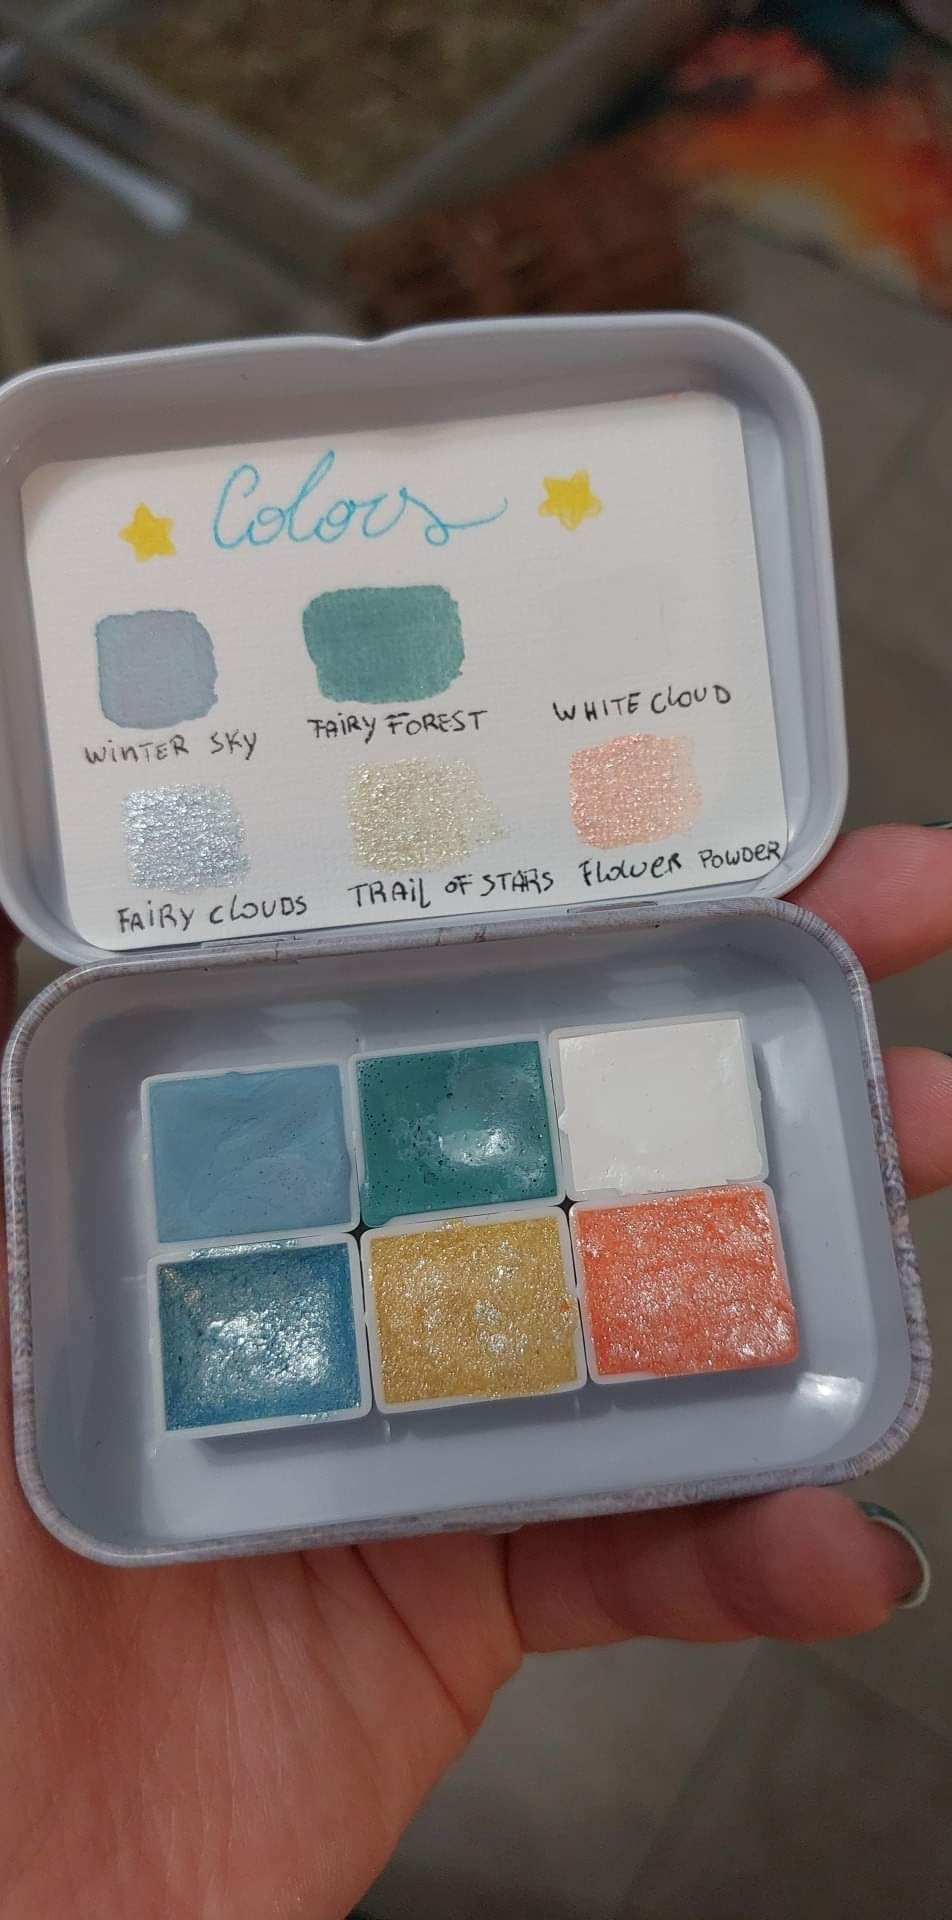 Colors
WINTER SKY
FAIRY FOREST
WHITE CLOUD
FAIRY CLOUDS
TRAIL OF STARS
FLOWER POWDER